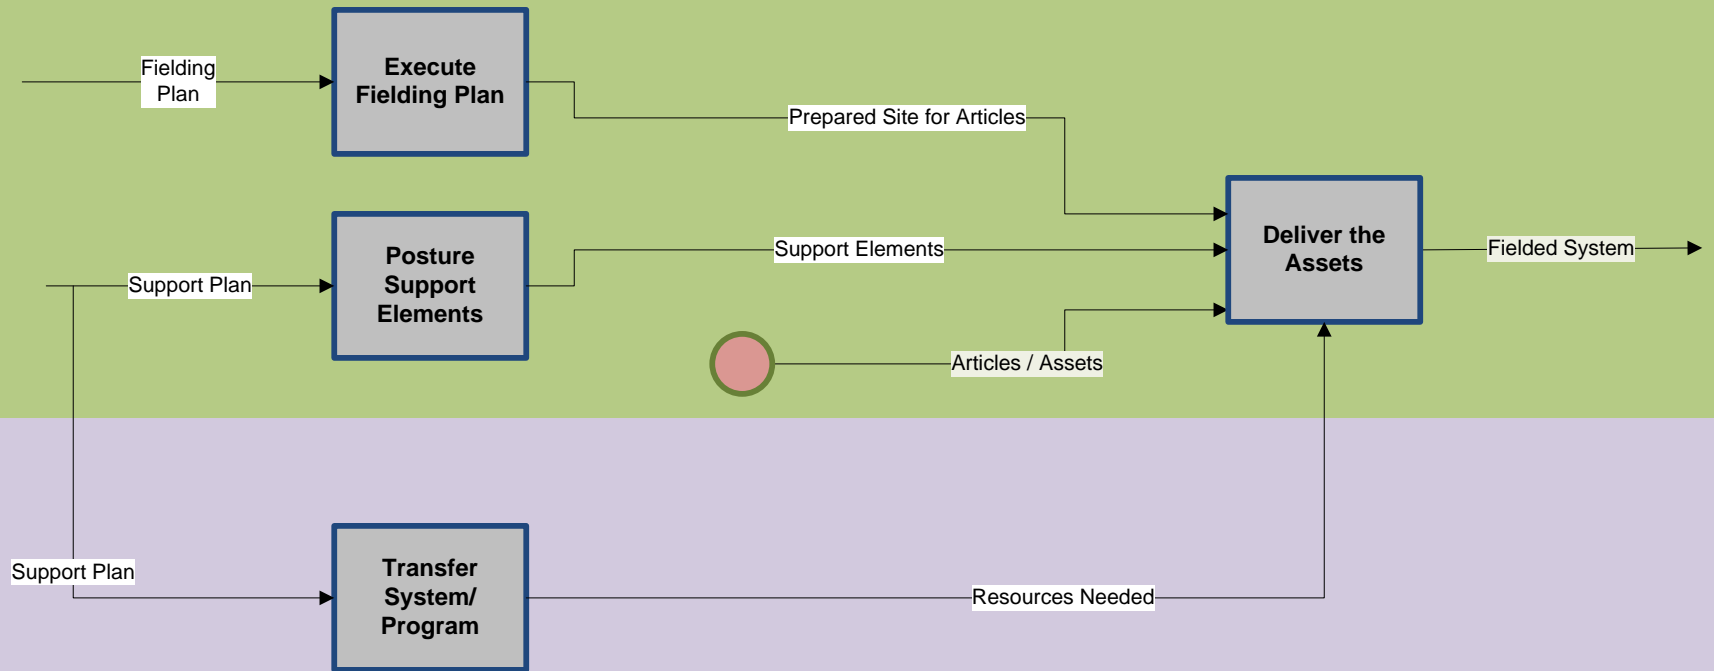 Fielding
Plan
Execute
Fielding Plan
Prepared Site for Articles
Posture
Support
Elements
Support Plan
Support Elements
Deliver the
Assets
Fielded System
Articles / Assets
Support Plan
Transfer
System/
Program
Resources Needed